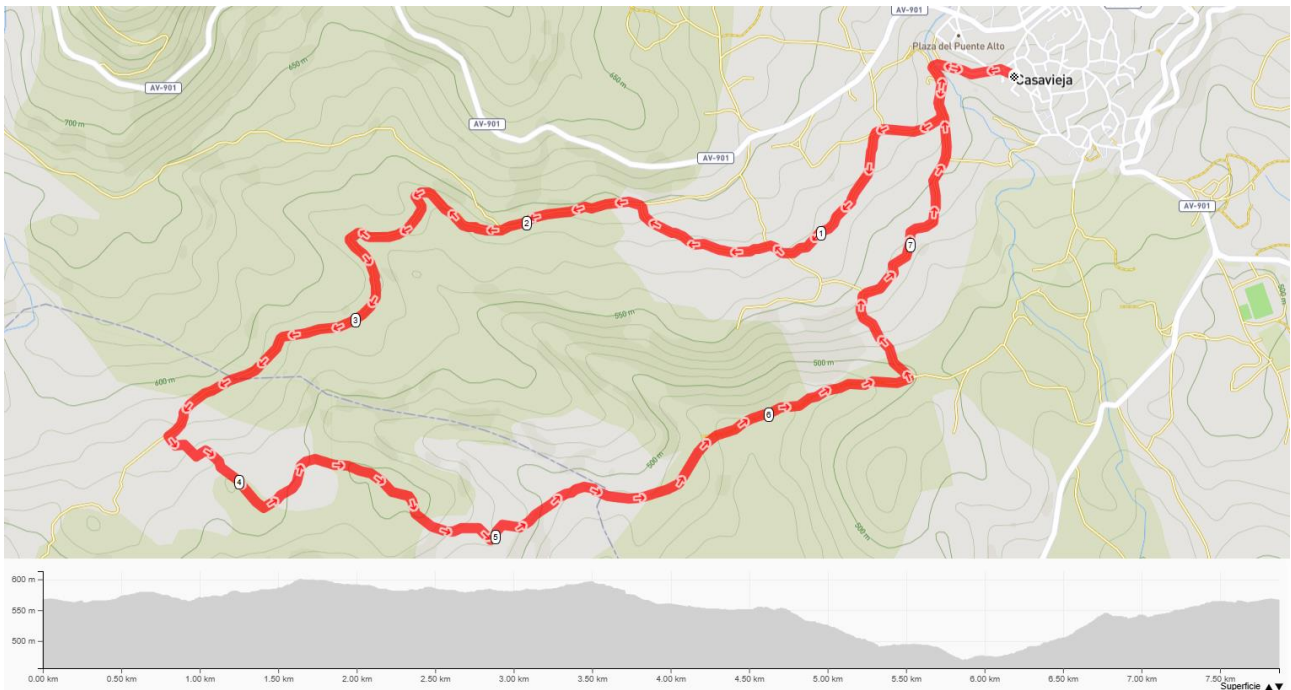 Plaza del Puente Alto
AV-901
650 m
650 m
Casavieja
AV-901
700 m
AV-901
AV-901
AV-901
1
2
7
500 m
3
550 m
500 m
600 m
6
500 m
4
500 m
5
600 m
550 m
500 m
0.00 km
0.50 km
1.00 km
1.50 km
2.00 km
2.50 km
3.00 km
3.50 km
4.00 km
4.50 km
5.00 km
5.50 km
6.00 km
6.50 km
7.00 km
7.50 km
Superficie ▲▼